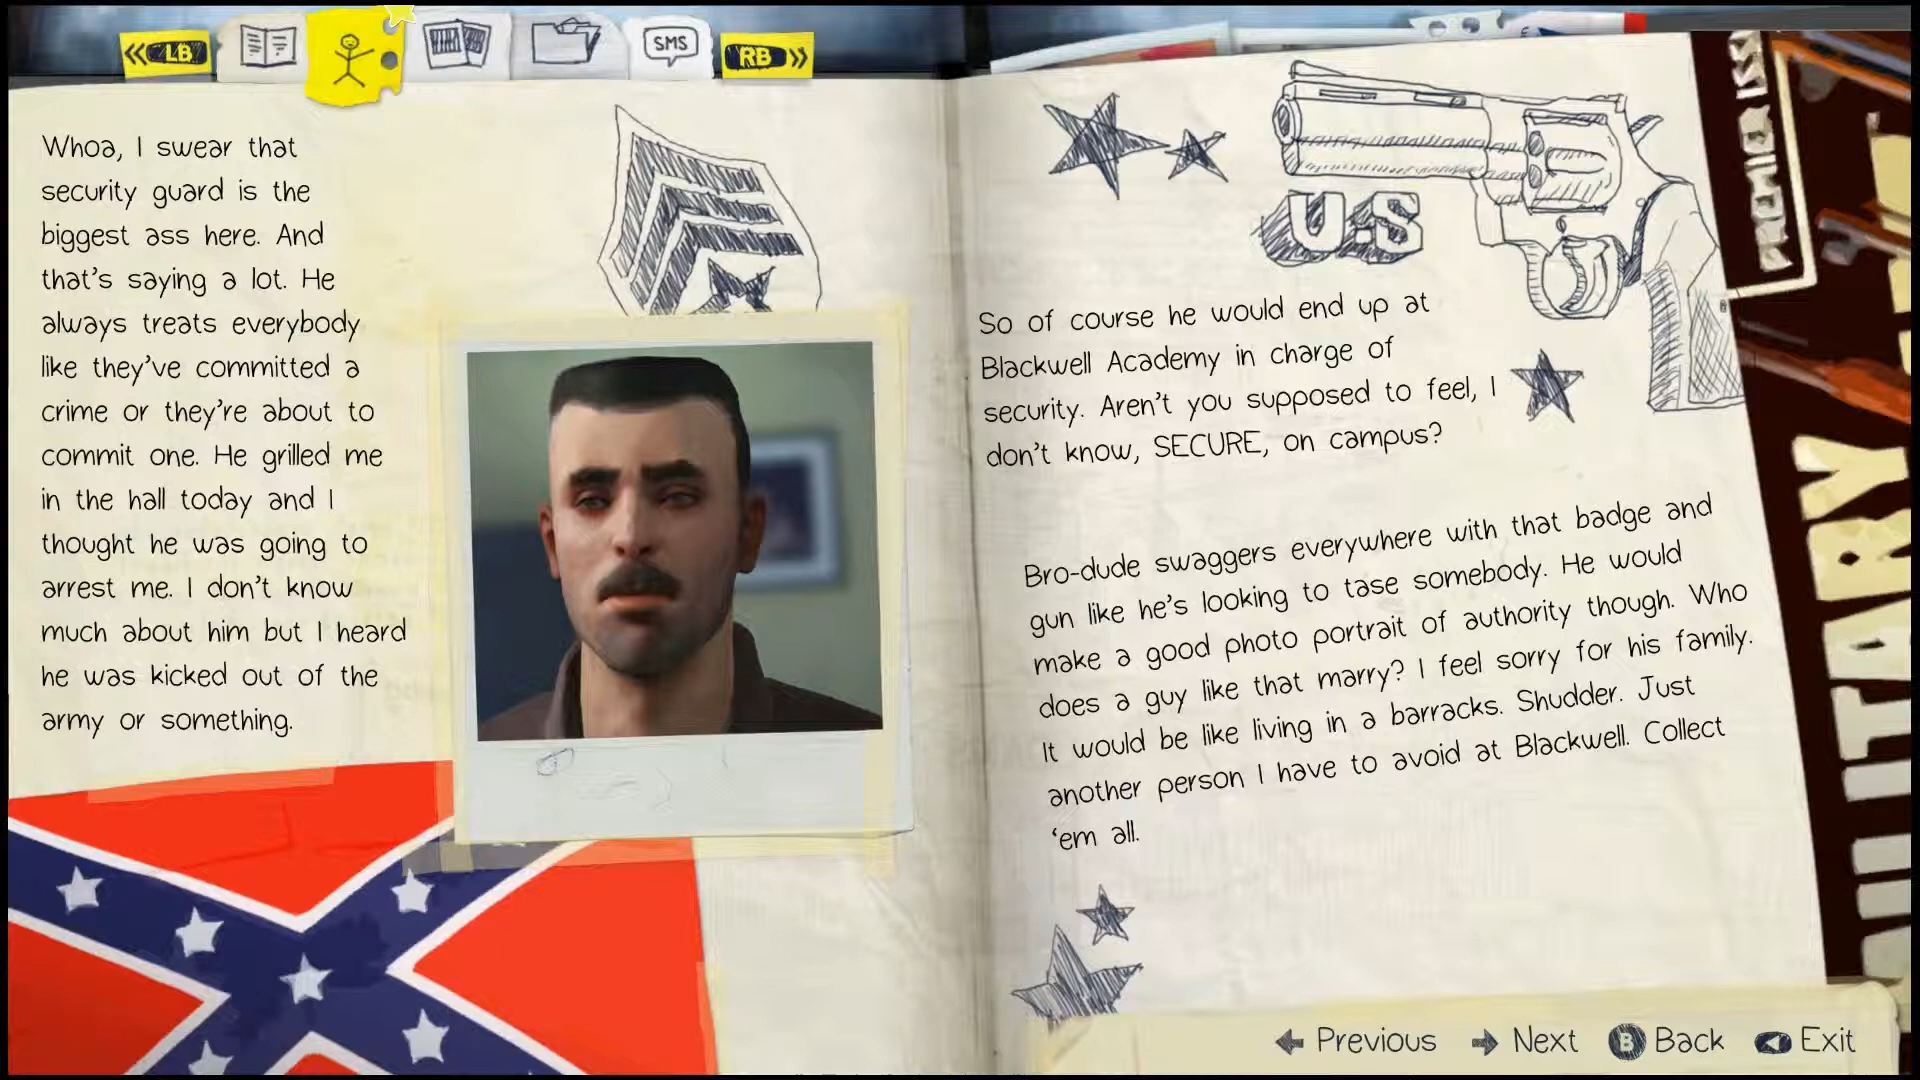 LB
SMS
RB
Whoa, I swear that
security guard is the
biggest ass here. And
that's saying a lot. He
always treats everybody
like they've committed a
crime or they're about to
commit one. He grilled me
in the hall today and I
thought he was going to
arrest me. I don't know
much about him but I heard
he was kicked out of the
army or something.
U.S
So of course he would end up at
Blackwell Academy in charge of
security. Aren't you supposed to feel, I
don't know, SECURE, on campus?
Bro-dude swaggers everywhere with that badge and
gun like he's looking to tase somebody. He would
make a good photo portrait of authority though. Who
does a guy like that marry? I feel sorry for his family.
It would be like living in a barracks. Shudder. Just
another person I have to avoid at Blackwell. Collect
'em all.
Previous
Next
B Back
Exit